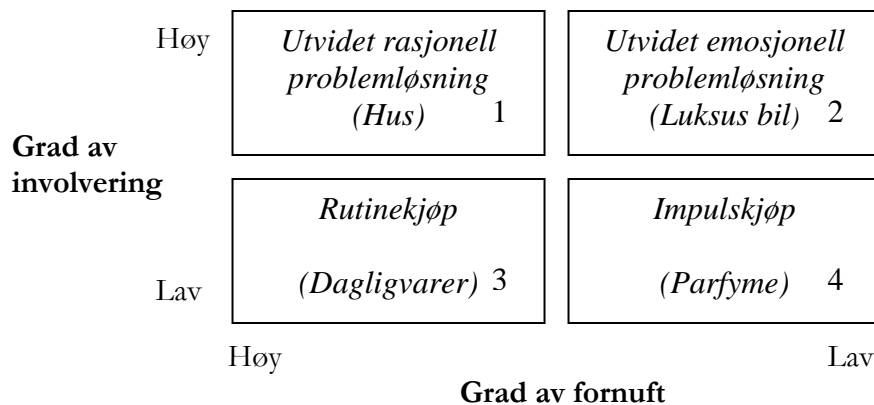 Høy
Utvidet rasjonell
problemløsning
(Hus) 1
Utvidet emosjonell
problemløsning
(Luksus bil) 2
Grad av
involvering
Rutinekjøp
(Dagligvarer) 3
Impulskjøp
(Parfyme) 4
Lav
Høy
Lav
Grad av fornuft